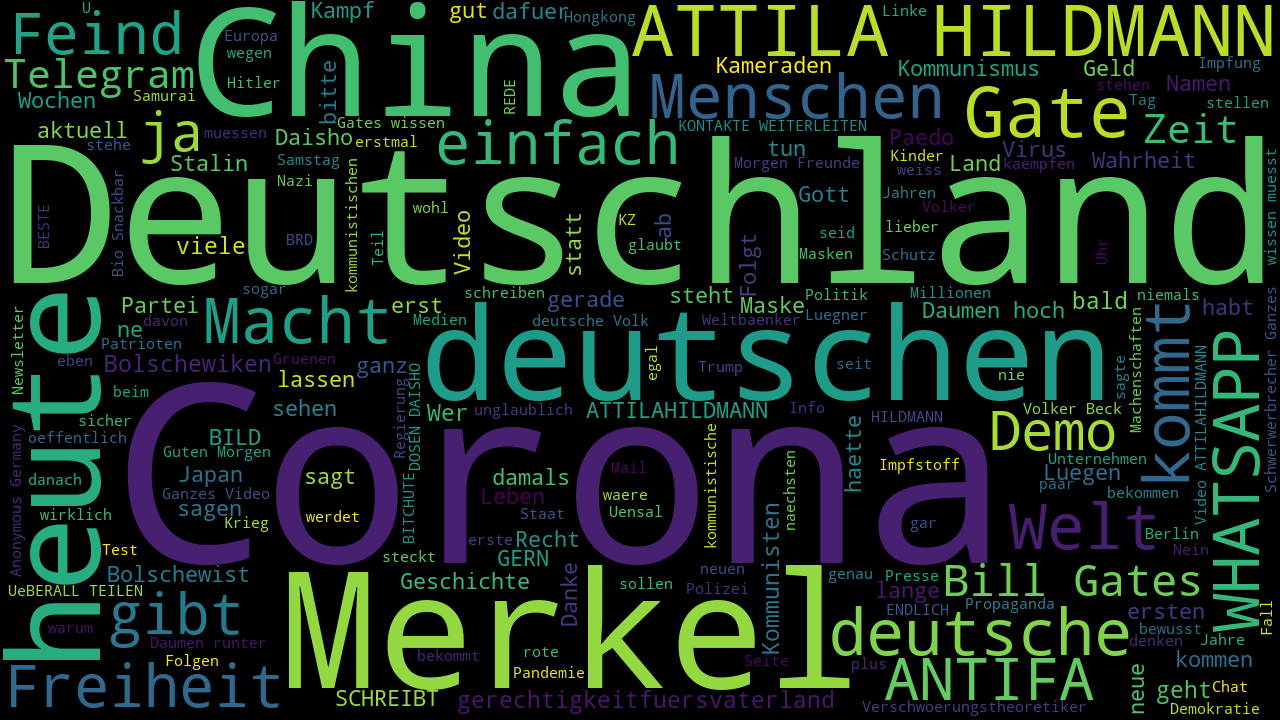 U
Kampf
gut
dafuer
Hongkong
ATTILA HILDMANN
Linke
Feind
Europa
wegen
China
Telegram
Hitler
Wochen
Samurai
bitte
REDE
Kameraden
Kommunismus
Geld
Impfung
stehen
Namen
Menschen
Gate
Tag
stellen
Zeit
aktuell
stehe
ja
muessen
Gates wissen
Daisho
erstmal
einfach
KONTAKTE WEITERLEITEN
tun
Paedo
Virus
Kinder
weiss
Land
kaempfen
Wahrheit
Stalin
Samstag
Nazi
Morgen Freunde
Gott
Jahren
Volker
Deutschland
BESTE
Bio Snackbar
viele
BRD
kommunistischen
Teil
wohl
Video
statt
KZ
glaubt
ab
Folgt
seid
Masken
lieber
Schutz
Uhr
wissen muesst
sogar
heute
Newsletter
Partei
ne
davon
Patrioten
Macht
erst
Medien
schreiben
gerade
deutsche Volk
steht
Maske
Weltbaenker
Politik
Luegner
Millionen
Daumen hoch
bald
niemals
habt
eben
Bolschewiken
Gruenen
beim
lassen
ganz
deutschen
egal
Trump
seit
nie
sagte
Machenschaften
kommt
Video ATTILAHILDMANN
WHATSAPP
Schwerwerbrecher Ganzes
sicher
oeffentlich
sehen
Regierung
DOSEN DAISHO
Wer
unglaublich
ATTILAHILDMANN
Info
HILDMANN
Volker Beck
Demo
BILD
Guten Morgen
Corona
Anonymous Germany
danach
Japan
Ganzes Video
sagen
sagt
damals
Mail
Leben
waere
Uensal
kommunistische
naechsten
haette
Impfstoff
Unternehmen
Luegen
paar
bekommen
wirklich
Krieg
werdet
BITCHUTE
Staat
gar
Welt
Berlin
Nein
Test
erste
Recht
steckt
GERN
Kommunisten
Bolschewist
UeBERALL TEILEN
Merkel
Geschichte
Danke
sollen
neuen
Polizei
genau
Presse
lange
Bill Gates
gibt
ENDLICH
Propaganda
ersten
bewusst
denken
Jahre
Fall
warum
Daumen runter
deutsche
Folgen
bekommt
rote
Pandemie
Seite
plus
ANTIFA
kommen
Freiheit
SCHREIBT
gerechtigkeitfuersvaterland
Verschwoerungstheoretiker
neue
geht
Chat
Demokratie